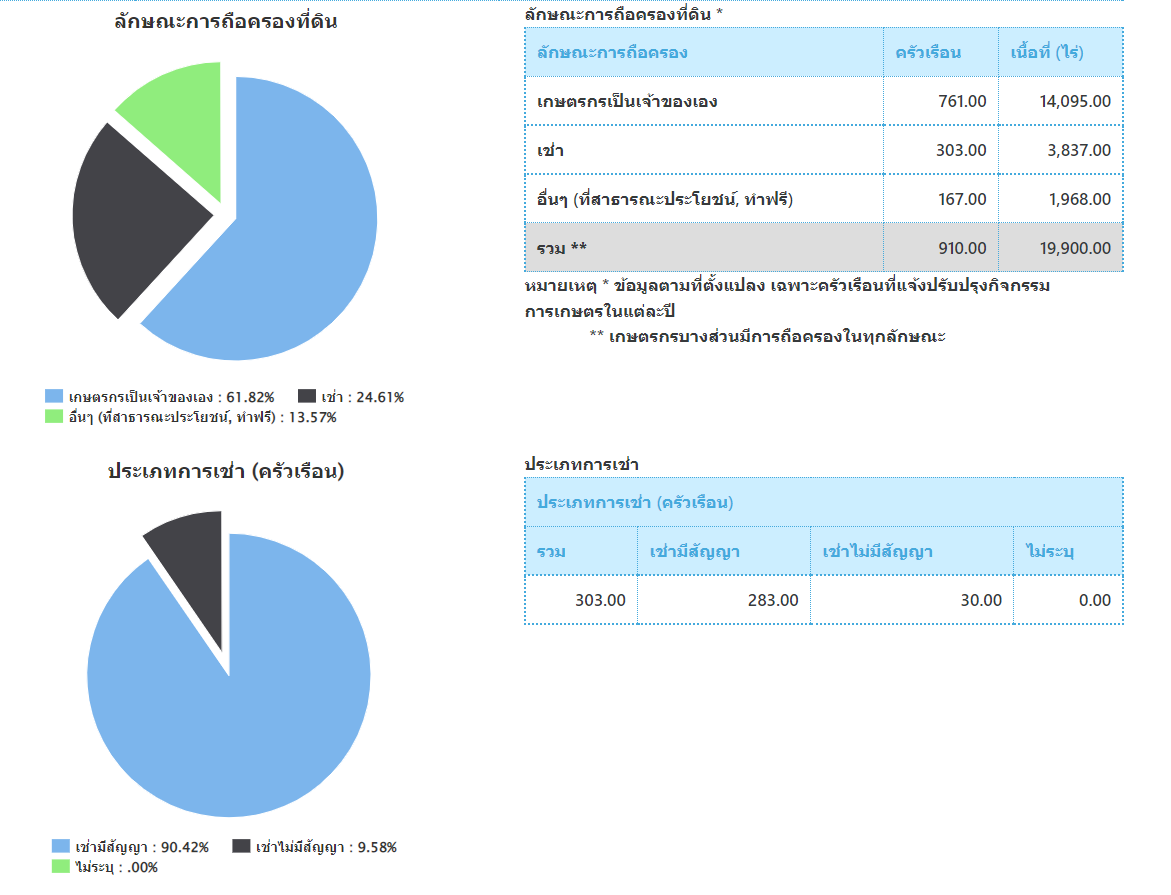 ลักษณะการถือครองที่ดิน
เกษตรกรเป็นเจ้าของเอง : 61.82% เช่า : 24.61%
อื่นๆ (ที่สาธารณะประโยชน์, ทำฟรี) : 13.57%
ลักษณะการถือครองที่ดิน *
ลักษณะการถือครอง ครัวเรือน เนื้อที่ (ไร่)
เกษตรกรเป็นเจ้าของเอง 761.00 14,095.00
เช่า 303.00 3,837.00
อื่นๆ (ที่สาธารณะประโยชน์, ทำฟรี) 167.00 1,968.00
รวม ** 910.00 19,900.00
หมายเหตุ * ข้อมูลตามที่ตั้งแปลง เฉพาะครัวเรือนที่แจ้งปรับปรุงกิจกรรม
การเกษตรในแต่ละปี
** เกษตรกรบางส่วนมีการถือครองในทุกลักษณะ
ประเภทการเช่า (ครัวเรือน)
เช่ามีสัญญา : 90.42% เช่าไม่มีสัญญา : 9.58%
ไม่ระบุ : .00%
ประเภทการเช่า
ประเภทการเช่า (ครัวเรือน)
รวม เช่ามีสัญญา เช่าไม่มีสัญญา ไม่ระบุ
303.00 283.00 30.00 0.00